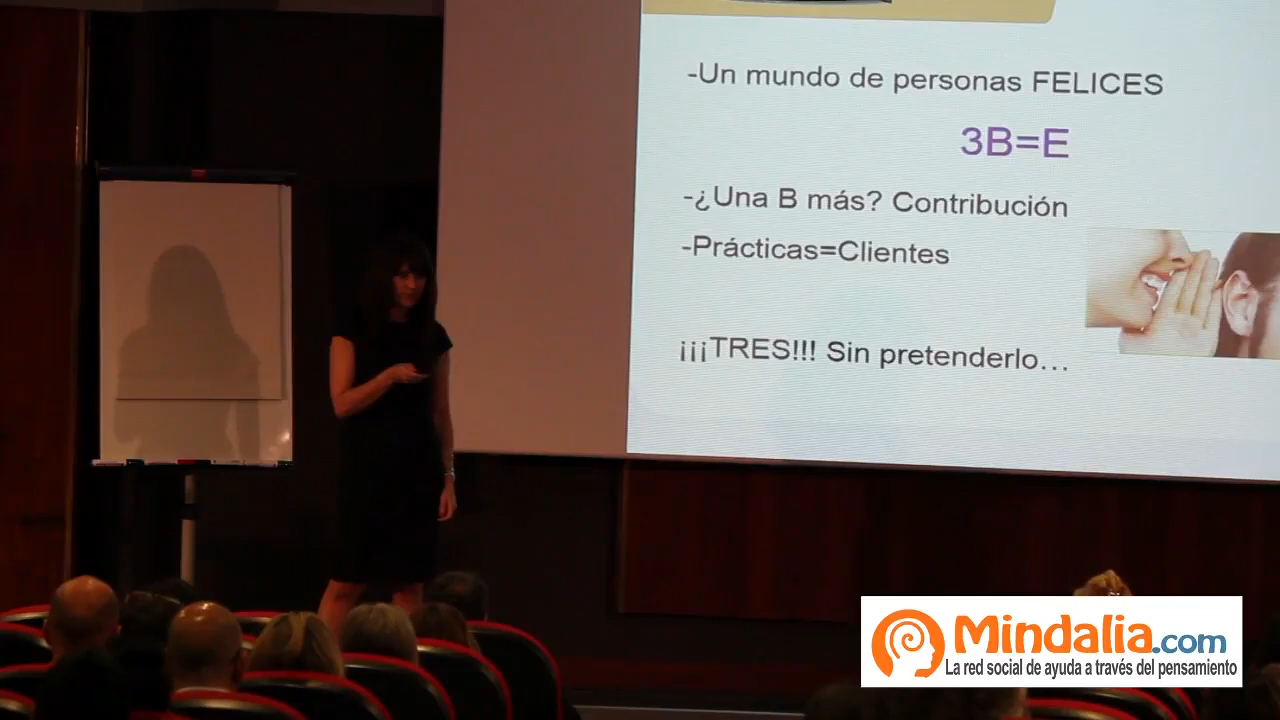 -Un mundo de personas FELICES
3B=E
-¿Una B más? Contribución
-Prácticas=Clientes
¡¡¡TRES!!! Sin pretenderlo…
Mindalia.com
La red social de ayuda a través del pensamiento